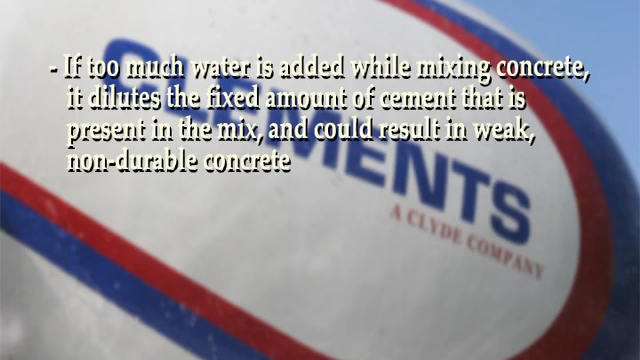 - If too much water is added while mixing concrete,
it dilutes the fixed amount of cement that is
present in the mix, and could result in weak,
non-durable concrete
CLEMENTS
A CLYDE COMPANY